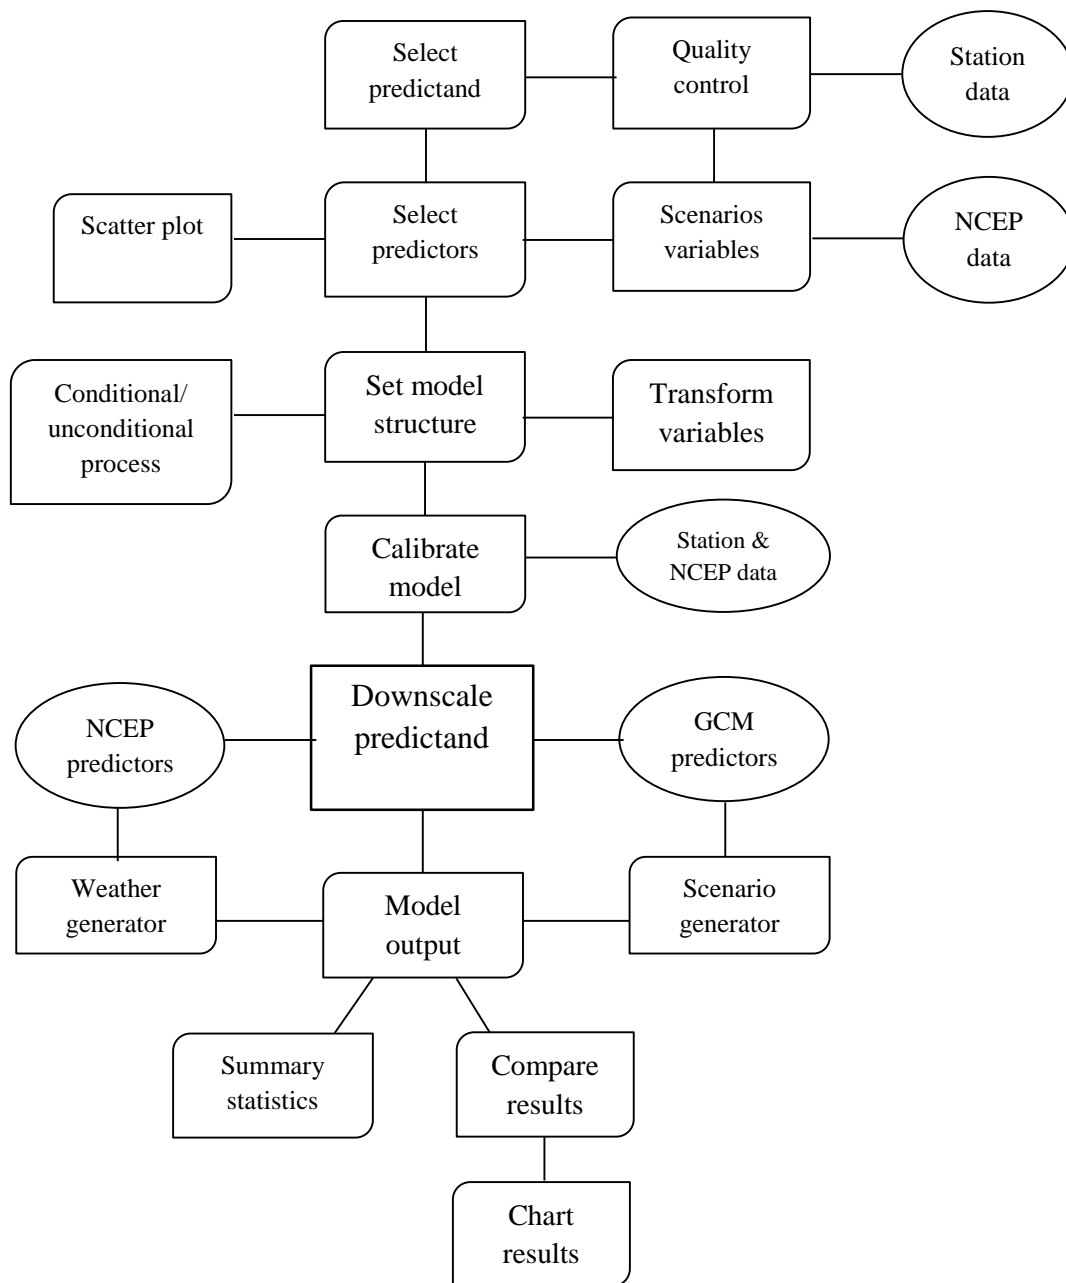 Select
predictand
Quality
control
Station
data
Scatter plot
Select
predictors
Scenarios
variables
NCEP
data
Conditional/
unconditional
process
Set model
structure
Transform
variables
Calibrate
model
Station &
NCEP data
NCEP
predictors
Downscale
predictand
GCM
predictors
Weather
generator
Model
output
Scenario
generator
Summary
statistics
Compare
results
Chart
results